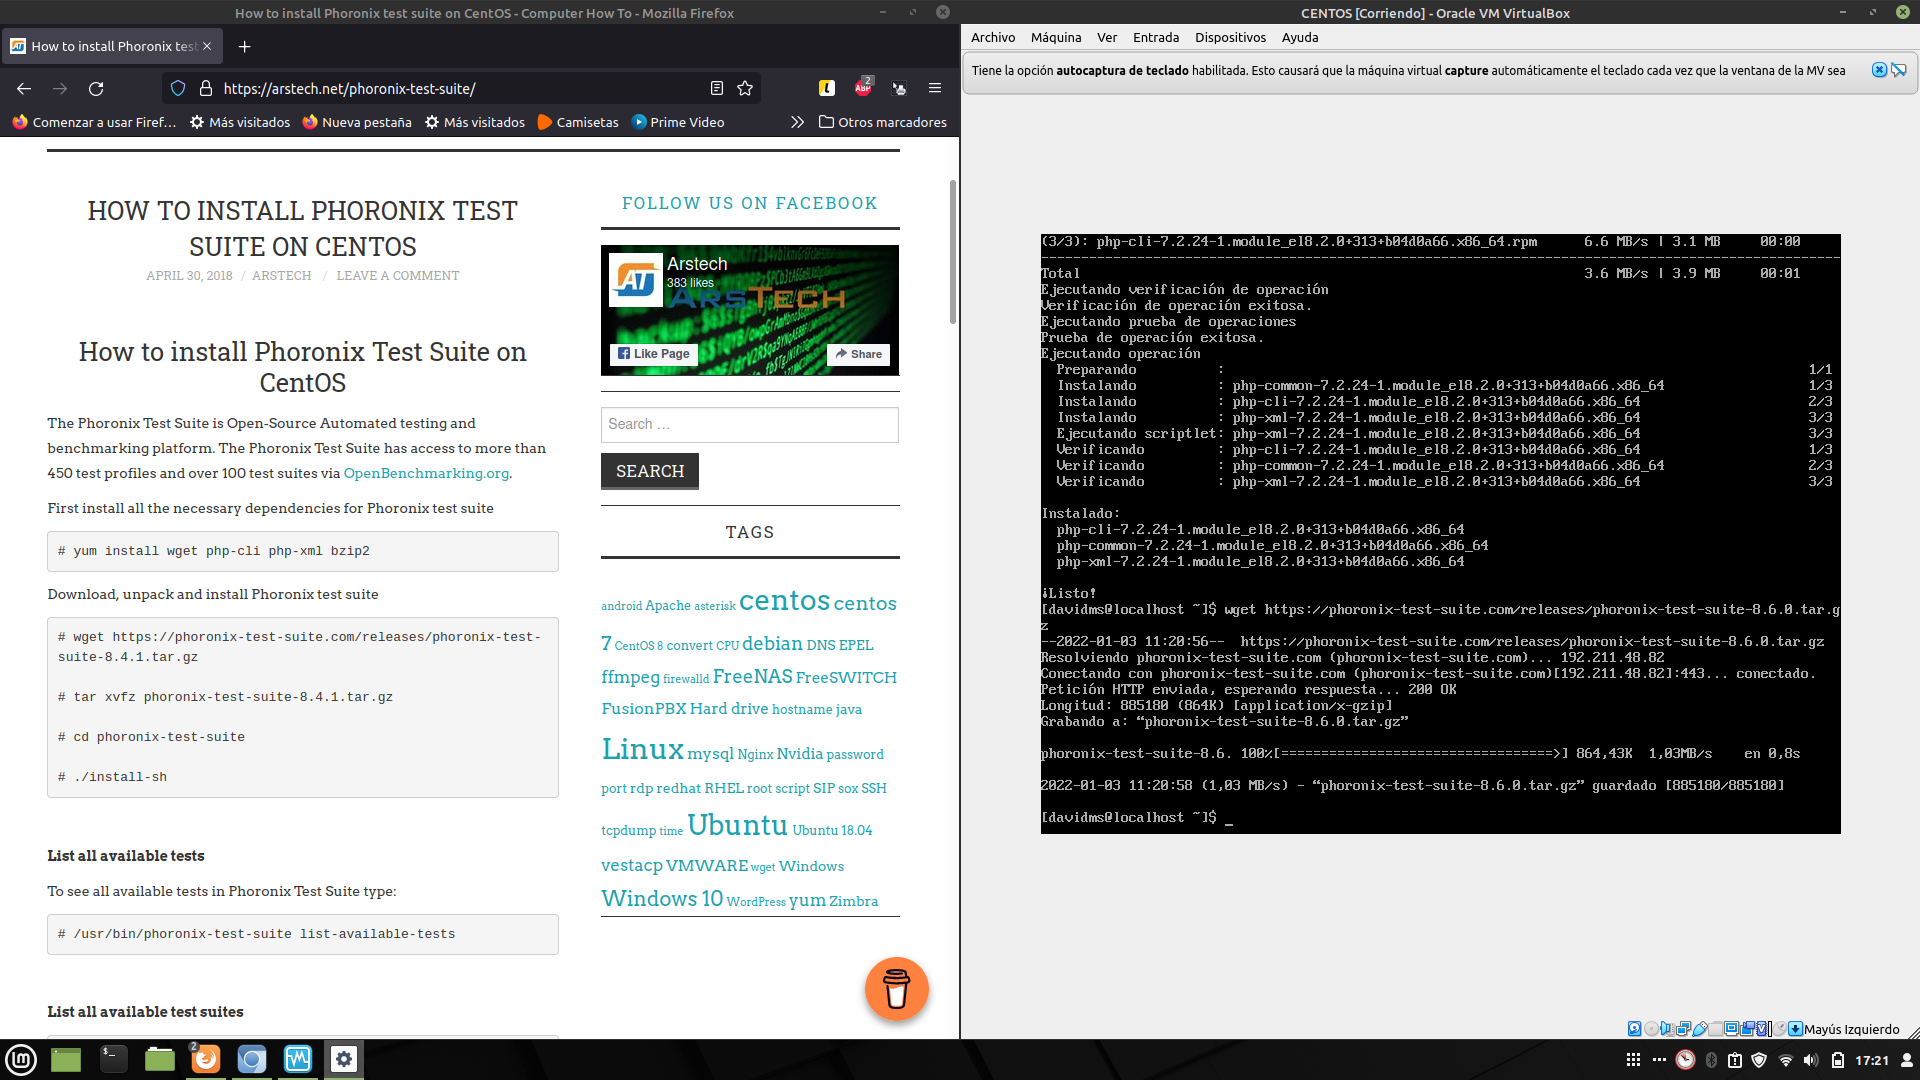 How to install Phoronix test suite on CentOS - Computer How To - Mozilla Firefox
How to install Phoronix test
https://arstech.net/phoronix-test-suite/
2
ABP
Comenzar a usar Firef…
Más visitados
Nueva pestaña
Más visitados
Camisetas
Prime Video
Otros marcadores
HOW TO INSTALL PHORONIX TEST
SUITE ON CENTOS
APRIL 30, 2018 / ARSTECH / LEAVE A COMMENT
How to install Phoronix Test Suite on
CentOS
The Phoronix Test Suite is Open-Source Automated testing and
benchmarking platform. The Phoronix Test Suite has access to more than
450 test profiles and over 100 test suites via OpenBenchmarking.org.
First install all the necessary dependencies for Phoronix test suite
# yum install wget php-cli php-xml bzip2
Download, unpack and install Phoronix test suite
# wget https://phoronix-test-suite.com/releases/phoronix-test-
suite-8.4.1.tar.gz
# tar xvfz phoronix-test-suite-8.4.1.tar.gz
# cd phoronix-test-suite
# ./install-sh
List all available tests
To see all available tests in Phoronix Test Suite type:
# /usr/bin/phoronix-test-suite list-available-tests
List all available test suites
FOLLOW US ON FACEBOOK
AT
Arstech
383 likes
ARSTECH
Like Page
Share
Search …
SEARCH
TAGS
android Apache asterisk centos centos
7 CentOS 8 convert CPU debian DNS EPEL
ffmpeg firewalld FreeNAS FreeSWITCH
FusionPBX Hard drive hostname java
Linux mysql Nginx Nvidia password
port rdp redhat RHEL root script SIP sox SSH
tcpdump time Ubuntu Ubuntu 18.04
vestacp VMWARE wget Windows
Windows 10 WordPress yum Zimbra
CENTOS [Corriendo] - Oracle VM VirtualBox
Archivo Máquina Ver Entrada Dispositivos Ayuda
Tiene la opción autocaptura de teclado habilitada. Esto causará que la máquina virtual capture automáticamente el teclado cada vez que la ventana de la MV sea
(3/3): php-cli-7.2.24-1.module_el8.2.0+313+b04d0a66.x86_64.rpm 6.6 MB/s | 3.1 MB 00:00
--------------------------------------------------------------------------------
Total 3.6 MB/s | 3.9 MB 00:01
Ejecutando verificación de operación
Verificación de operación exitosa.
Ejecutando prueba de operaciones
Prueba de operación exitosa.
Ejecutando operación
Preparando : 1/1
Instalando : php-common-7.2.24-1.module_el8.2.0+313+b04d0a66.x86_64 1/3
Instalando : php-cli-7.2.24-1.module_el8.2.0+313+b04d0a66.x86_64 2/3
Instalando : php-xml-7.2.24-1.module_el8.2.0+313+b04d0a66.x86_64 3/3
Ejecutando scriptlet: php-xml-7.2.24-1.module_el8.2.0+313+b04d0a66.x86_64 3/3
Verificando : php-cli-7.2.24-1.module_el8.2.0+313+b04d0a66.x86_64 1/3
Verificando : php-common-7.2.24-1.module_el8.2.0+313+b04d0a66.x86_64 2/3
Verificando : php-xml-7.2.24-1.module_el8.2.0+313+b04d0a66.x86_64 3/3
Instalado:
php-cli-7.2.24-1.module_el8.2.0+313+b04d0a66.x86_64
php-common-7.2.24-1.module_el8.2.0+313+b04d0a66.x86_64
php-xml-7.2.24-1.module_el8.2.0+313+b04d0a66.x86_64
¡Listo!
[davidms@localhost ~]$ wget https://phoronix-test-suite.com/releases/phoronix-test-suite-8.6.0.tar.g
z
--2022-01-03 11:20:56-- https://phoronix-test-suite.com/releases/phoronix-test-suite-8.6.0.tar.gz
Resolviendo phoronix-test-suite.com (phoronix-test-suite.com)... 192.211.48.82
Conectando con phoronix-test-suite.com (phoronix-test-suite.com)[192.211.48.82]:443... conectado.
Petición HTTP enviada, esperando respuesta... 200 OK
Longitud: 885180 (864K) [application/x-gzip]
Grabando a: “phoronix-test-suite-8.6.0.tar.gz”
phoronix-test-suite-8.6. 100%[==================================>] 864,43K 1,03MB/s en 0,8s
2022-01-03 11:20:58 (1,03 MB/s) - “phoronix-test-suite-8.6.0.tar.gz” guardado [885180/885180]
[davidms@localhost ~]$ _
Mayús Izquierdo
2
17:21